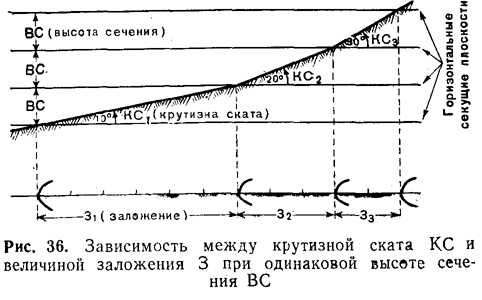 ВС (высота сечения)
30° КС3
ВС
20° КС2
ВС
10° КС1 (крутизна ската)
Горизонтальные
секущие плоскости
З1 (заложение)
З2
З3
Рис. 36. Зависимость между крутизной ската КС и
величиной заложения З при одинаковой высоте сече-
ния ВС